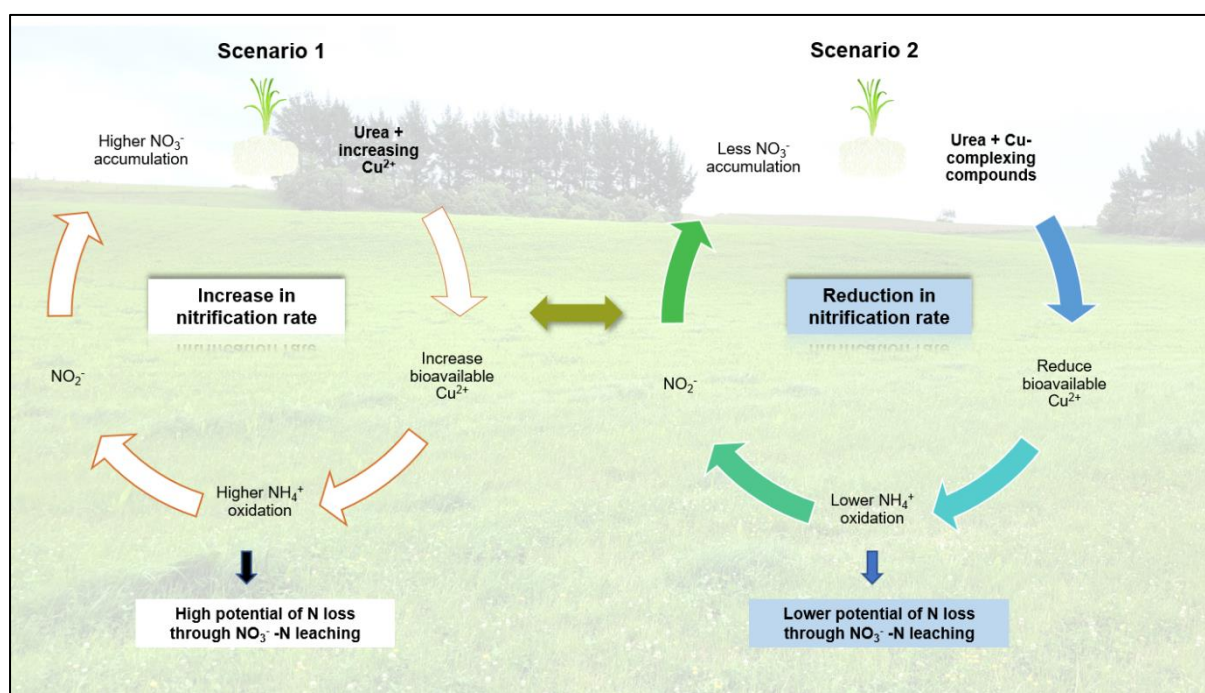 Scenario 1
Higher NO₃⁻
accumulation
Urea +
increasing
Cu²⁺
Increase in
nitrification rate
NO₂⁻
Increase
bioavailable
Cu²⁺
Higher NH₄⁺
oxidation
High potential of N loss
through NO₃⁻ -N leaching
Scenario 2
Less NO₃⁻
accumulation
Urea + Cu-
complexing
compounds
Reduction in
nitrification rate
NO₂⁻
Reduce
bioavailable
Cu²⁺
Lower NH₄⁺
oxidation
Lower potential of N loss
through NO₃⁻ -N leaching